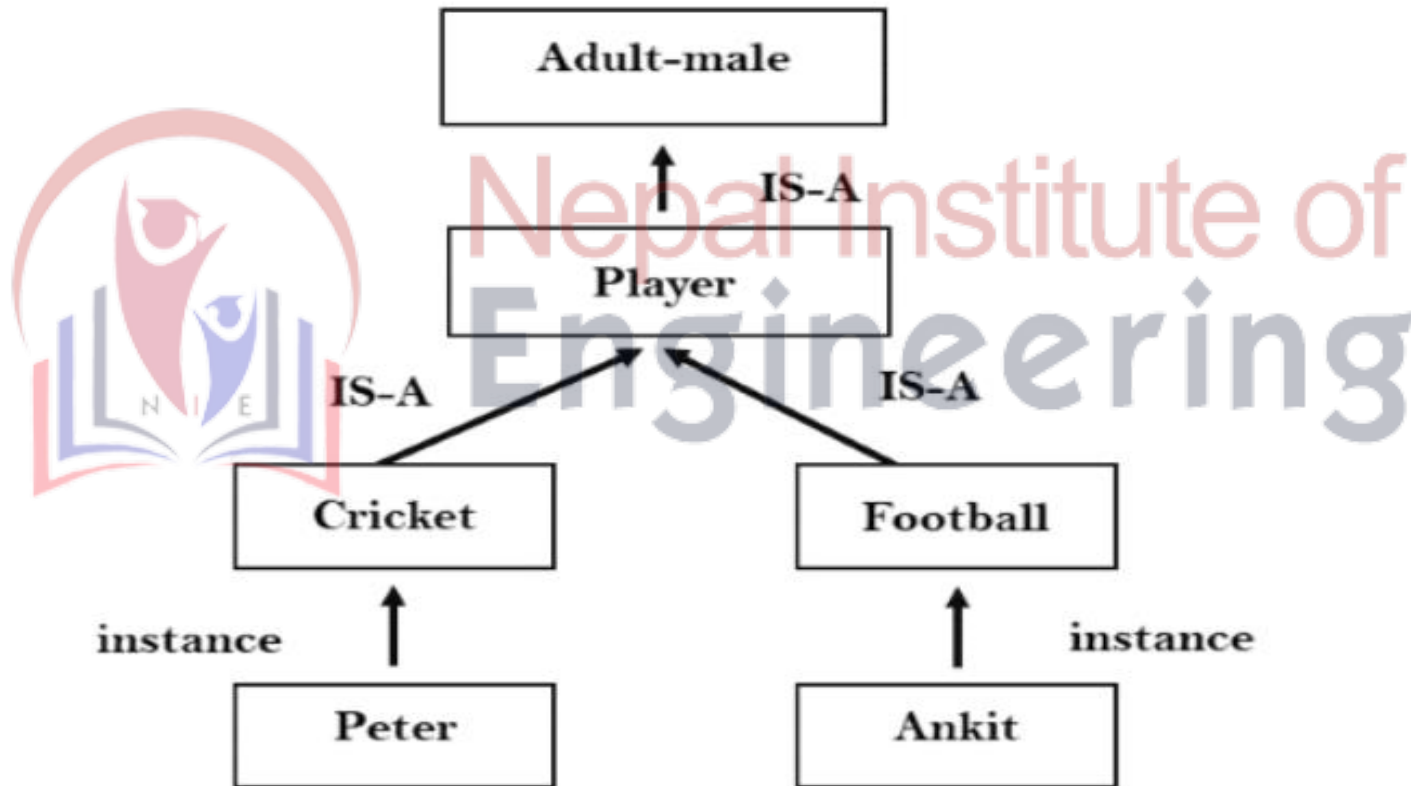 Adult-male
Nepal Institute of
IS-A
Player
Engineering
IS-A
IS-A
N I E
Cricket
Football
instance
instance
Peter
Ankit